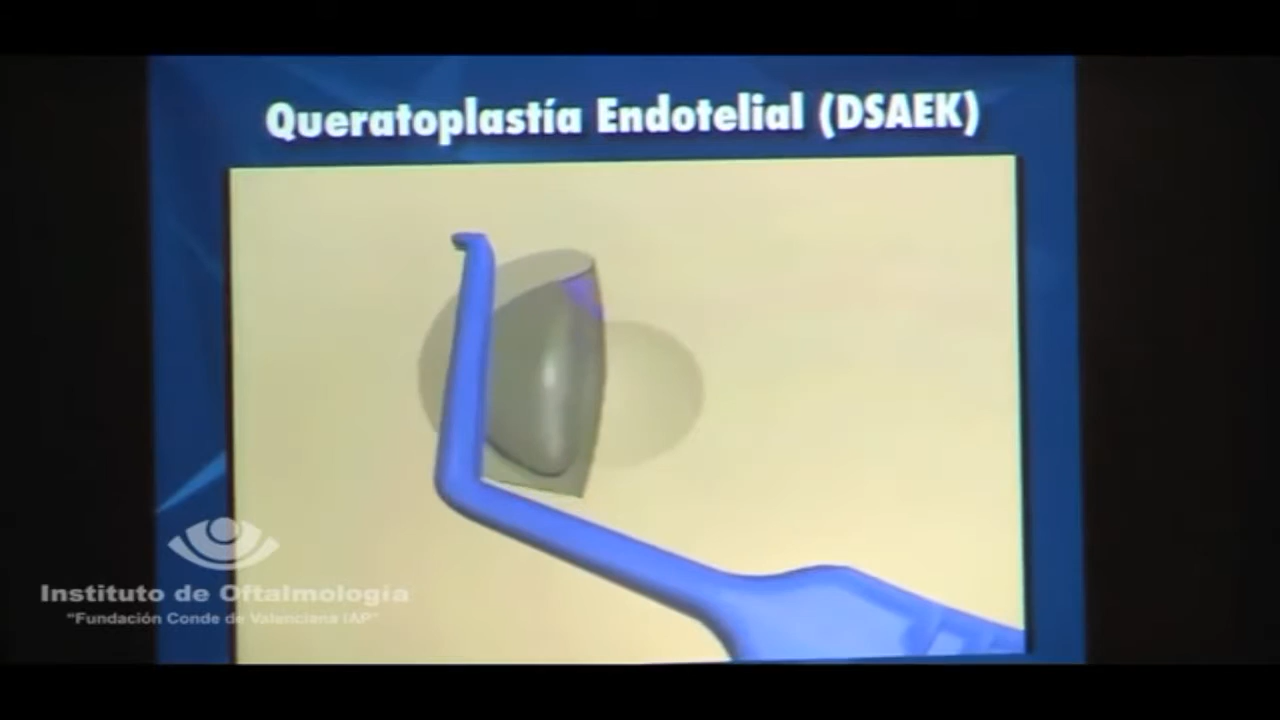 Queratoplastía Endotelial (DSAEK)
Instituto de Oftalmología
"Fundación Conde de Valenciana IAP"